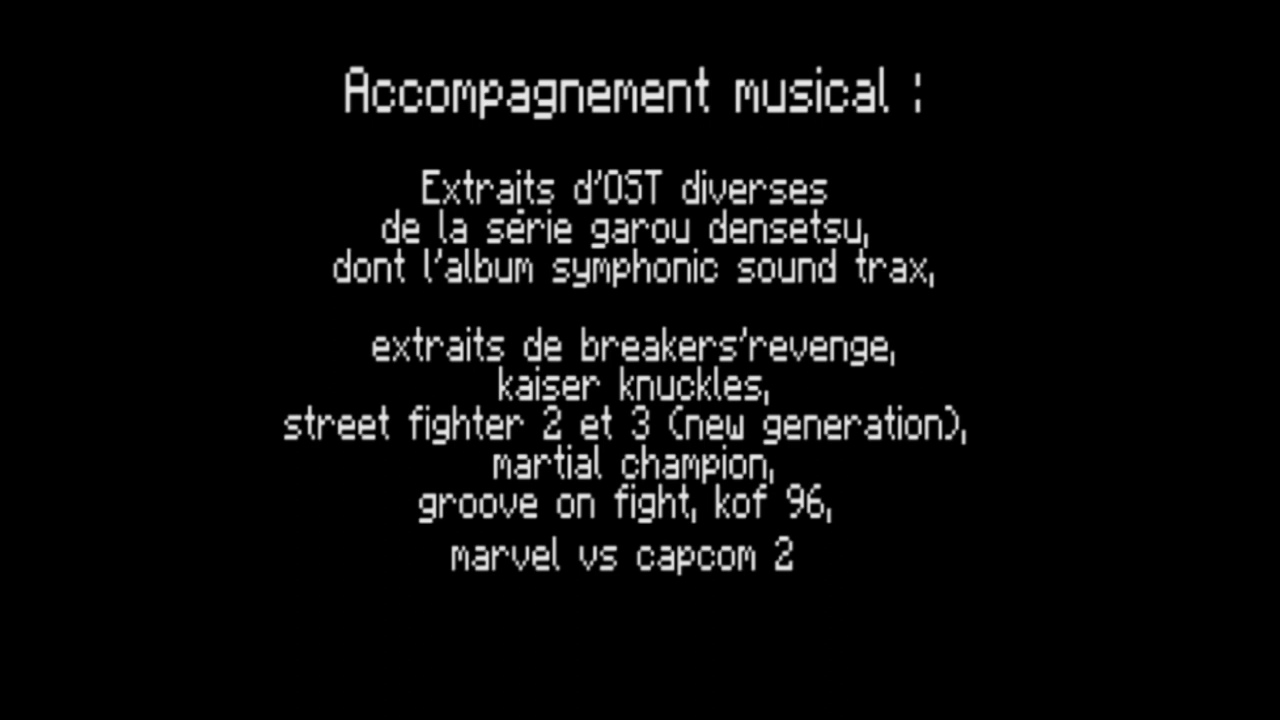 Accompagnement musical :
Extraits d'OST diverses
de la série garou densetsu,
dont l'album symphonic sound trax,
extraits de breakers'revenge,
kaiser knuckles,
street fighter 2 et 3 (new generation),
martial champion,
groove on fight, kof 96,
marvel vs capcom 2